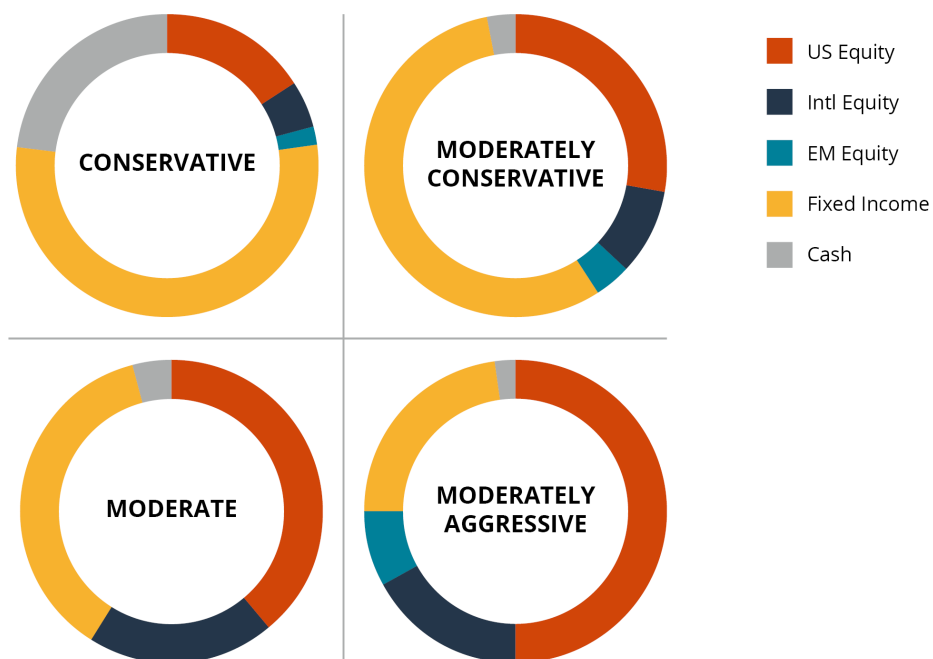 CONSERVATIVE
MODERATELY
CONSERVATIVE
US Equity
Intl Equity
EM Equity
Fixed Income
Cash
MODERATE
MODERATELY
AGGRESSIVE